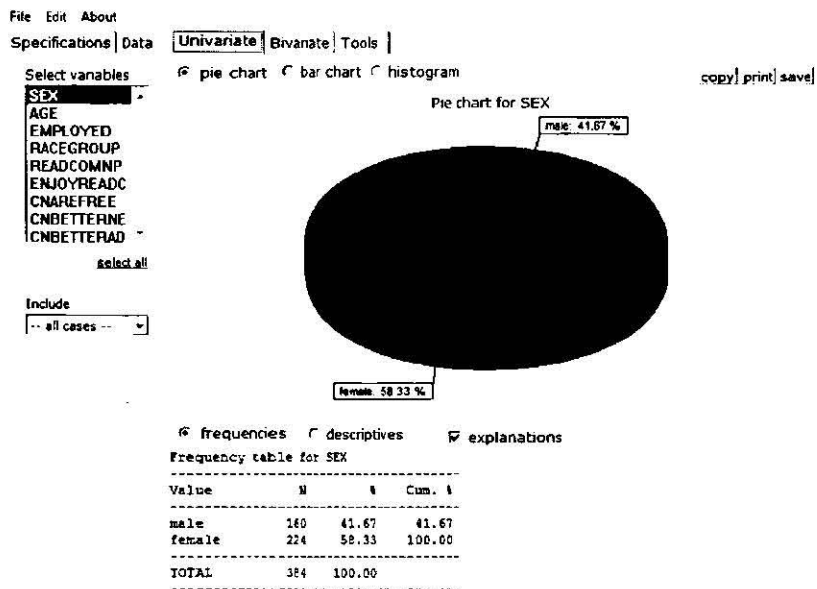 File Edit About
Specifications Data Univariate Bivariate Tools
Select variables
pie chart bar chart histogram
copy print save
SEX
AGE
EMPLOYED
RACEGROUP
READCOMNP
ENJOYREADC
CNAREFREE
CNBETTERNE
CNBETTERAD
select all
Include
-- all cases --
Pie chart for SEX
male: 41.67 %
female: 58.33 %
frequencies descriptives explanations
Frequency table for SEX
Value N % Cum. %
male 160 41.67 41.67
female 224 58.33 100.00
TOTAL 384 100.00